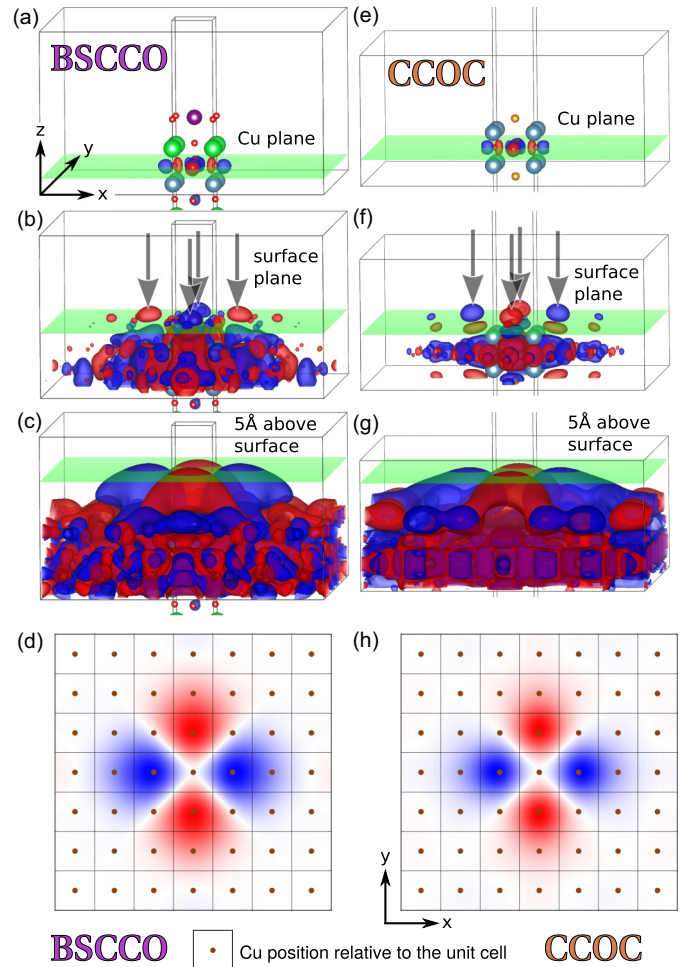 (a)
BSCCO
Cu plane
z
y
x
(e)
CCOC
Cu plane
(b)
surface
plane
(f)
surface
plane
(c)
5Å above
surface
(g)
5Å above
surface
(d)
(h)
y
x
BSCCO
Cu position relative to the unit cell
CCOC